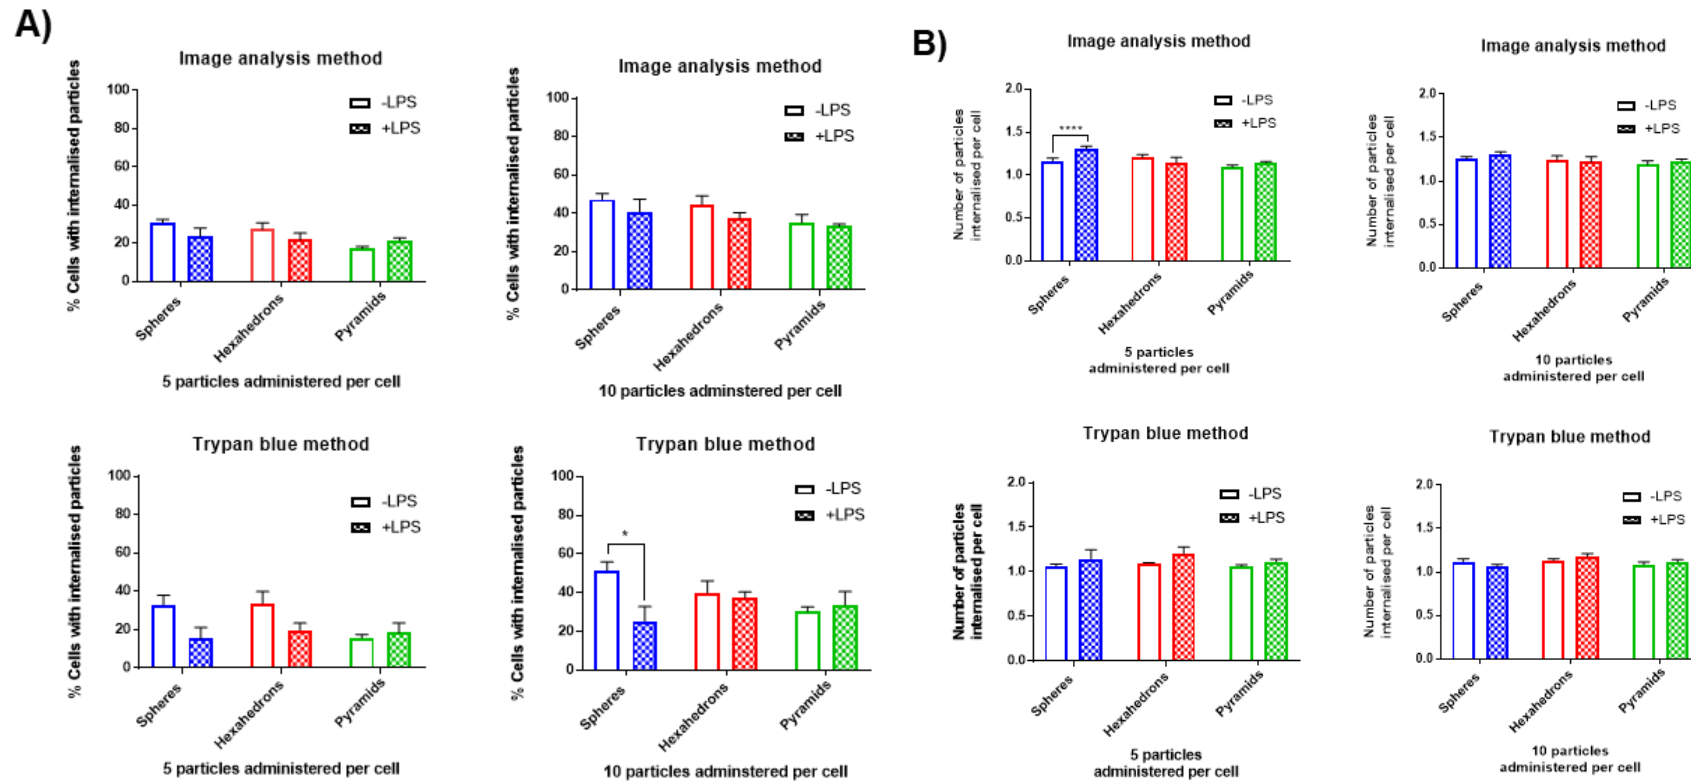 A)
Image analysis method
% Cells with internalised particles
100
80
60
40
20
0
-LPS
+LPS
Spheres
Hexahedrons
Pyramids
5 particles administered per cell
Image analysis method
% Cells with internalised particles
100
80
60
40
20
0
-LPS
+LPS
Spheres
Hexahedrons
Pyramids
10 particles adminstered per cell
Trypan blue method
% Cells with internalised particles
100
80
60
40
20
0
-LPS
+LPS
Spheres
Hexahedrons
Pyramids
5 particles administered per cell
Trypan blue method
% Cells with internalised particles
100
80
60
40
20
0
*
-LPS
+LPS
Spheres
Hexahedrons
Pyramids
10 particles adminstered per cell
B)
Image analysis method
Number of particles
internalised per cell
2.0
1.5
1.0
0.5
0.0
****
-LPS
+LPS
Spheres
Hexahedrons
Pyramids
5 particles
administered per cell
Image analysis method
Number of particles
internalised per cell
2.0
1.5
1.0
0.5
0.0
-LPS
+LPS
Spheres
Hexahedrons
Pyramids
10 particles
administered per cell
Trypan blue method
Number of particles
internalised per cell
2.0
1.5
1.0
0.5
0.0
-LPS
+LPS
Spheres
Hexahedrons
Pyramids
5 particles
administered per cell
Trypan blue method
Number of particles
internalised per cell
2.0
1.5
1.0
0.5
0.0
-LPS
+LPS
Spheres
Hexahedrons
Pyramids
10 particles
administered per cell